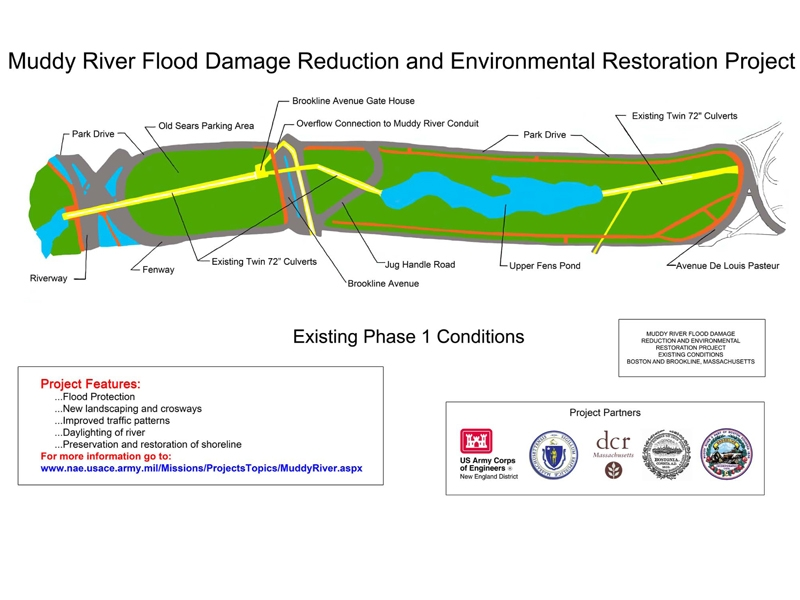 Muddy River Flood Damage Reduction and Environmental Restoration Project
Brookline Avenue Gate House
Existing Twin 72" Culverts
Old Sears Parking Area
Overflow Connection to Muddy River Conduit
Park Drive
Park Drive
Riverway
Fenway
Existing Twin 72” Culverts
Brookline Avenue
Jug Handle Road
Upper Fens Pond
Avenue De Louis Pasteur
Existing Phase 1 Conditions
MUDDY RIVER FLOOD DAMAGE
REDUCTION AND ENVIRONMENTAL
RESTORATION PROJECT
EXISTING CONDITIONS
BOSTON AND BROOKLINE, MASSACHUSETTS
Project Features:
...Flood Protection
...New landscaping and crosways
...Improved traffic patterns
...Daylighting of river
...Preservation and restoration of shoreline
For more information go to:
www.nae.usace.army.mil/Missions/ProjectsTopics/MuddyRiver.aspx
Project Partners
US Army Corps
of Engineers ®
New England District
dcr
Massachusetts
BOSTONIA